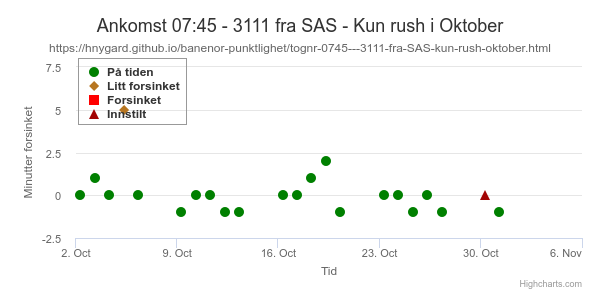 Ankomst 07:45 - 3111 fra SAS - Kun rush i Oktober
https://hnygard.github.io/banenor-punktlighet/tognr-0745---3111-fra-SAS-kun-rush-oktober.html
Minutter forsinket
7.5
5
2.5
0
-2.5
På tiden
Litt forsinket
Forsinket
Innstilt
2. Oct
9. Oct
16. Oct
23. Oct
30. Oct
6. Nov
Tid
Highcharts.com